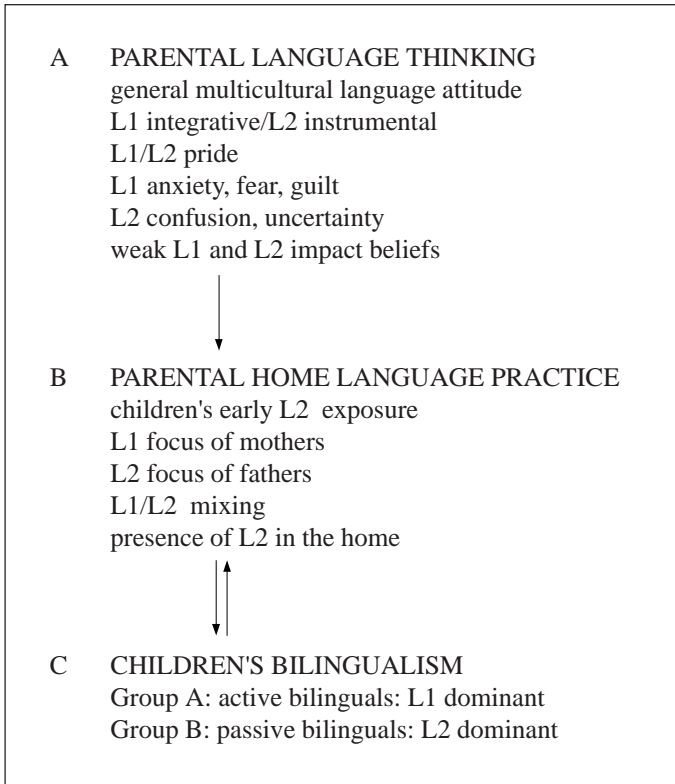 A PARENTAL LANGUAGE THINKING
general multicultural language attitude
L1 integrative/L2 instrumental
L1/L2 pride
L1 anxiety, fear, guilt
L2 confusion, uncertainty
weak L1 and L2 impact beliefs
B PARENTAL HOME LANGUAGE PRACTICE
children's early L2 exposure
L1 focus of mothers
L2 focus of fathers
L1/L2 mixing
presence of L2 in the home
C CHILDREN'S BILINGUALISM
Group A: active bilinguals: L1 dominant
Group B: passive bilinguals: L2 dominant